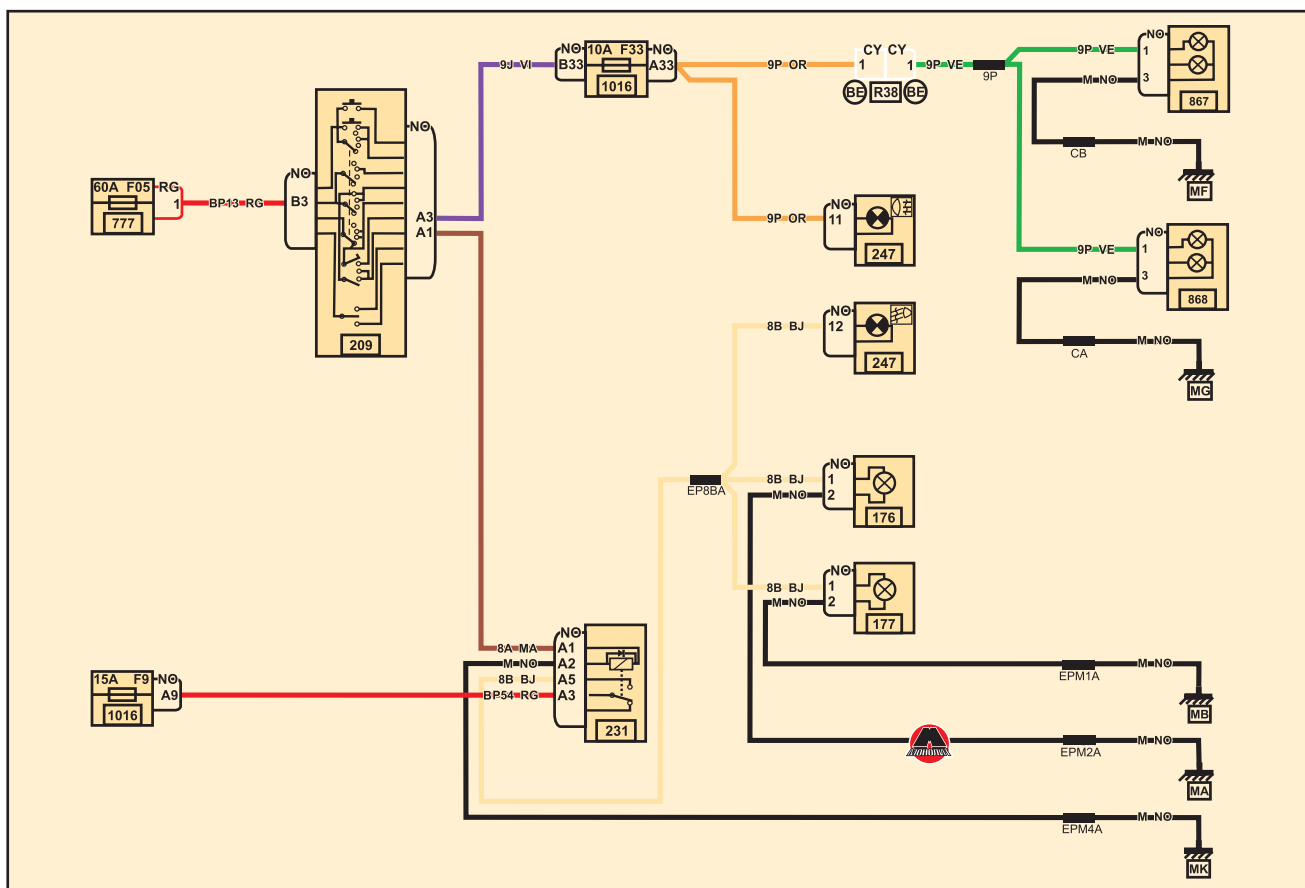 60A F05
RG
1
777
BP13 RG
NO
B3
209
NO
A3
A1
9J VI
NO
B33
10A F33
1016
NO
A33
9P OR
CY CY
1 1
BE R38 BE
9P VE
9P
9P VE
NO
1
3
867
M NO
CB
M NO
MF
9P OR
NO
11
247
9P VE
NO
1
3
868
M NO
CA
M NO
MG
8B BJ
NO
12
247
EP8BA
8B BJ
NO
1
2
M NO
176
8B BJ
NO
1
2
M NO
177
8A MA
M NO
8B BJ
BP54 RG
NO
A1
A2
A5
A3
231
15A F9
NO
A9
1016
EPM1A
M NO
MB
EPM2A
M NO
MA
EPM4A
M NO
MK